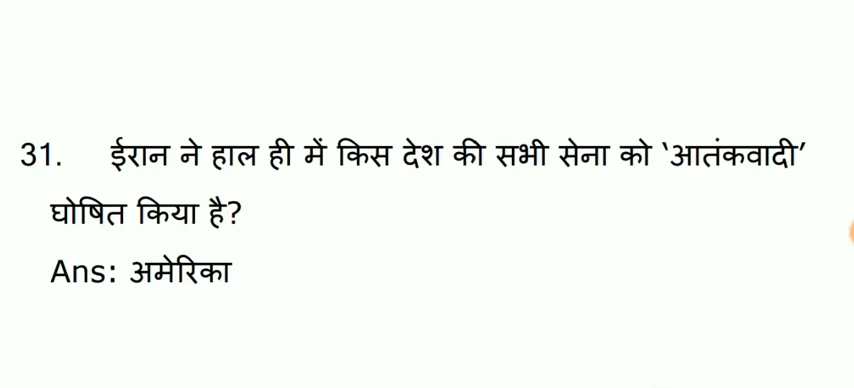 31. ईरान ने हाल ही में किस देश की सभी सेना को `आतंकवादी’
घोषित किया है?
Ans: अमेरिका